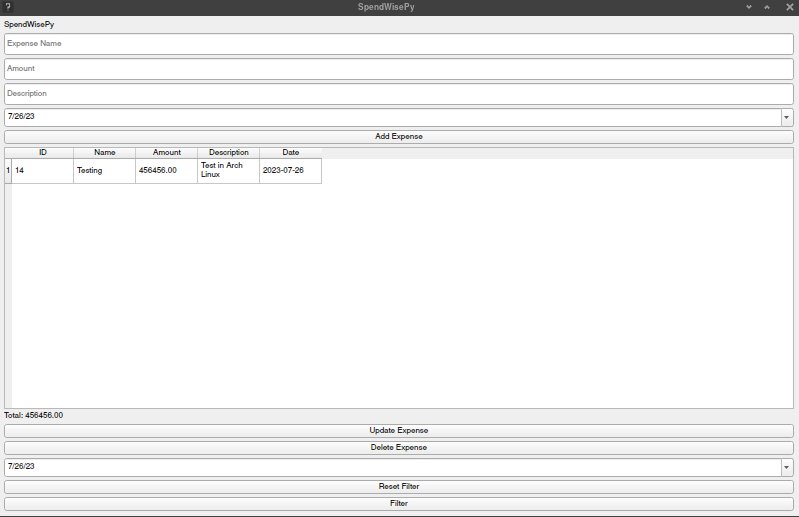 ?
SpendWisePy
SpendWisePy
Expense Name
Amount
Description
7/26/23
Add Expense
ID Name Amount Description Date
1 14 Testing 456456.00 Test in Arch Linux 2023-07-26
Total: 456456.00
Update Expense
Delete Expense
7/26/23
Reset Filter
Filter